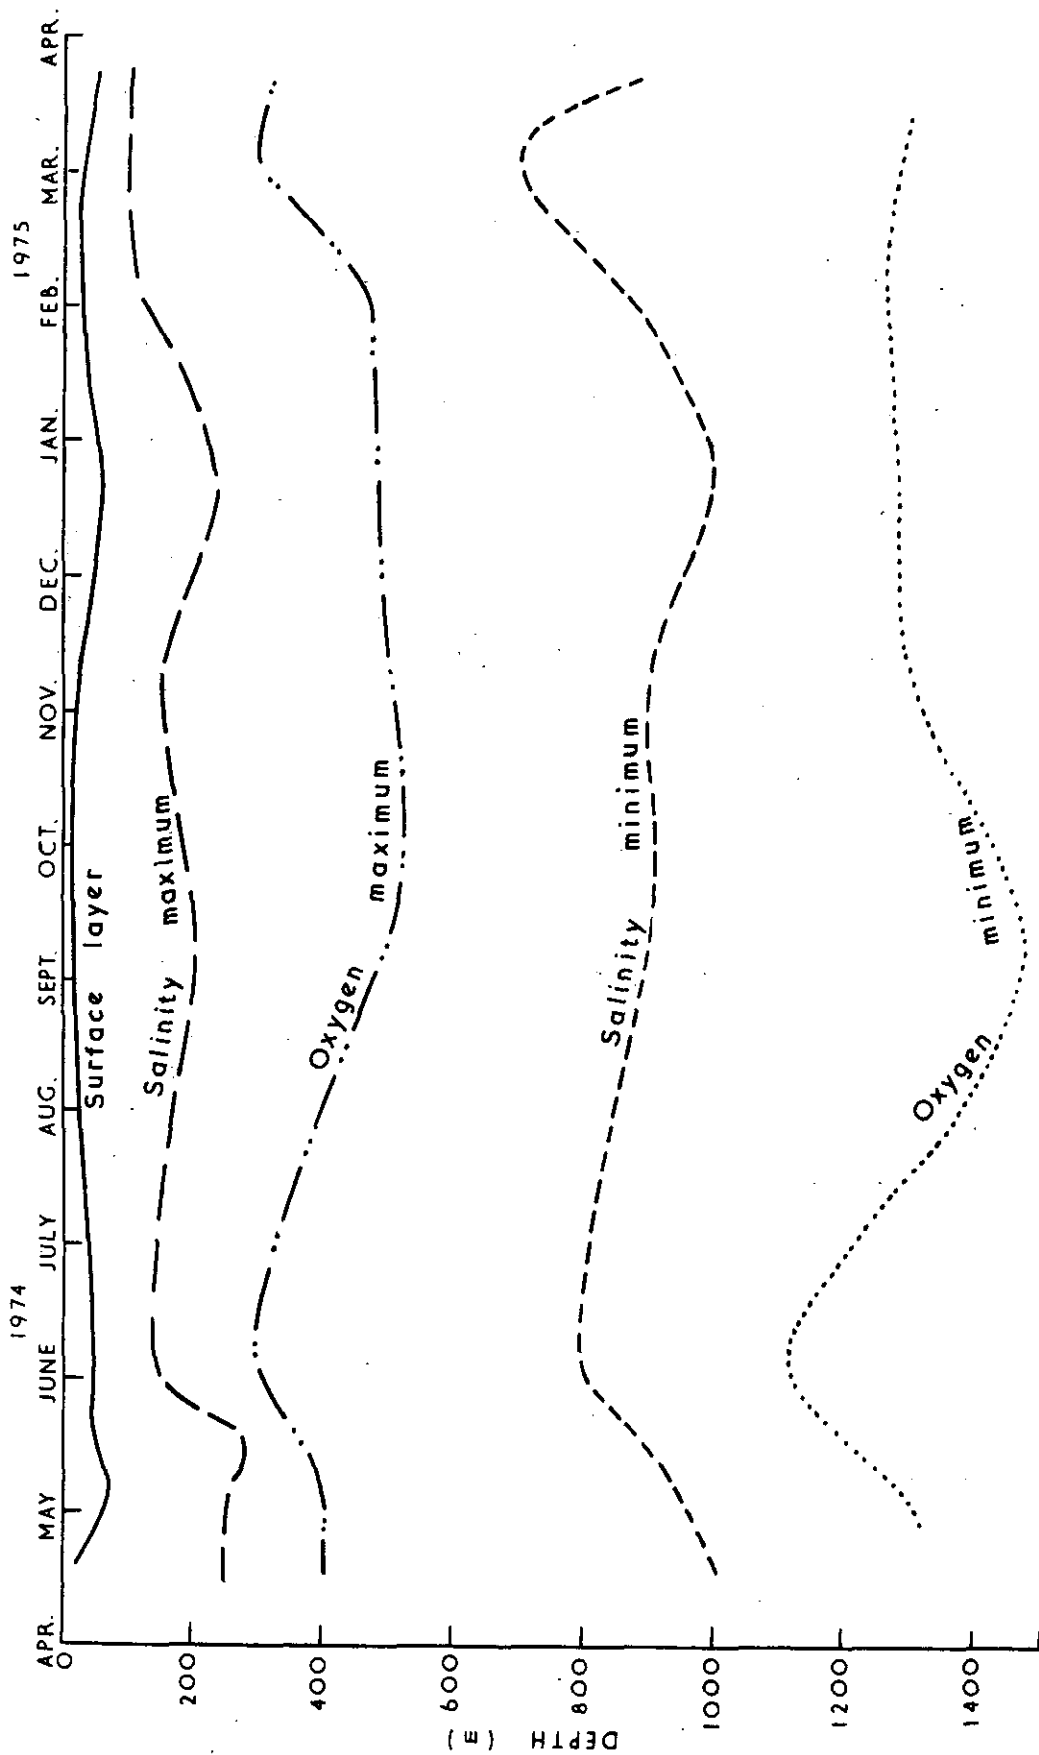 1974
1975
APR.
MAY
JUNE
JULY
AUG.
SEPT.
OCT.
NOV.
DEC.
JAN.
FEB.
MAR.
APR.
0
200
400
600
800
1000
1200
1400
DEPTH (m)
Surface layer
Salinity maximum
Oxygen maximum
Salinity minimum
Oxygen minimum